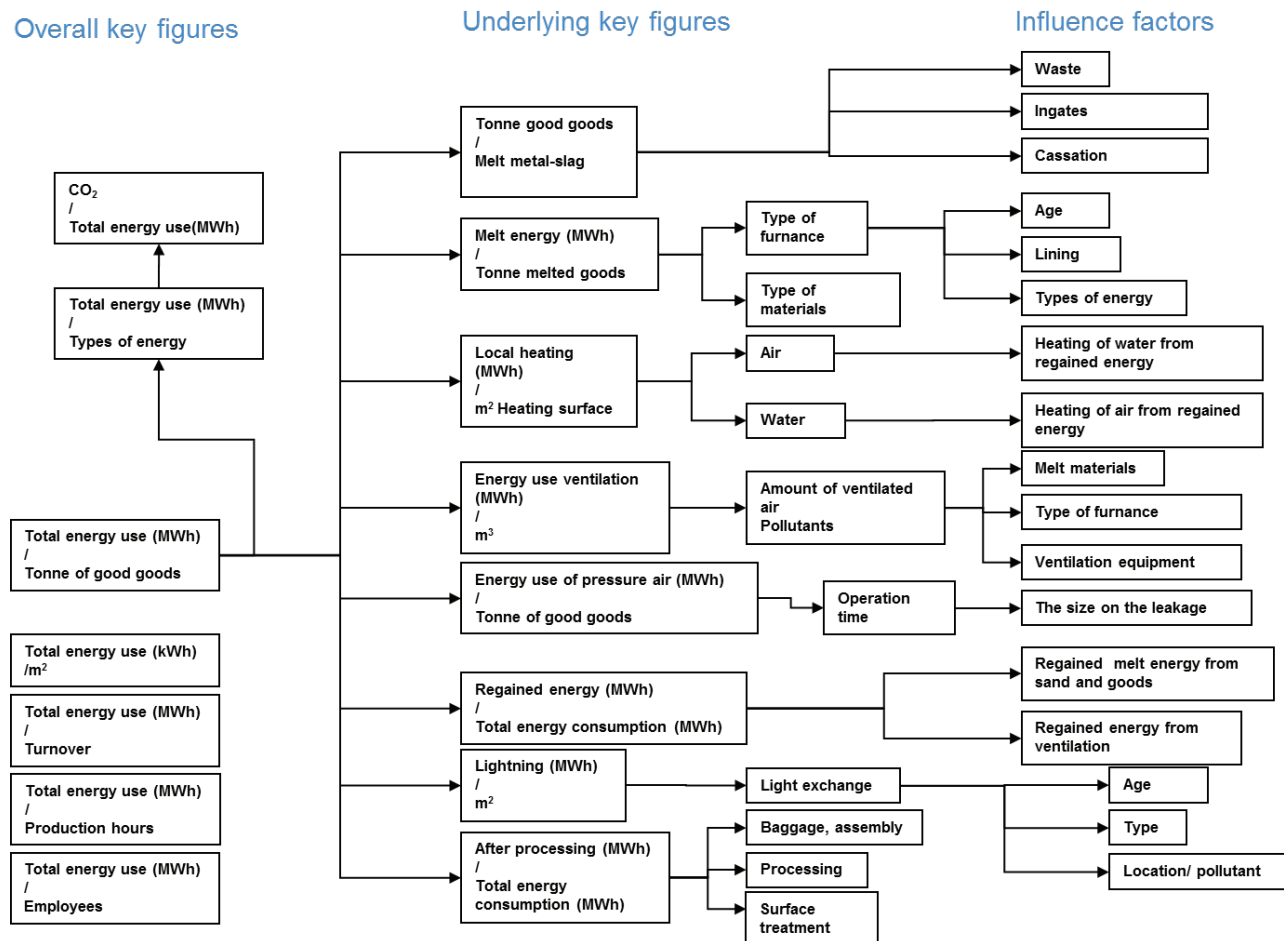 Overall key figures
Underlying key figures
Influence factors
CO₂
/
Total energy use(MWh)
Total energy use (MWh)
/
Types of energy
Total energy use (MWh)
/
Tonne of good goods
Total energy use (kWh)
/m²
Total energy use (MWh)
/
Turnover
Total energy use (MWh)
/
Production hours
Total energy use (MWh)
/
Employees
Tonne good goods
/
Melt metal-slag
Waste
Ingates
Cassation
Melt energy (MWh)
/
Tonne melted goods
Type of
furnance
Type of
materials
Age
Lining
Types of energy
Local heating
(MWh)
/
m² Heating surface
Air
Water
Heating of water from
regained energy
Heating of air from regained
energy
Energy use ventilation
(MWh)
/
m³
Amount of ventilated
air
Pollutants
Melt materials
Type of furnance
Ventilation equipment
Energy use of pressure air (MWh)
/
Tonne of good goods
Operation
time
The size on the leakage
Regained energy (MWh)
/
Total energy consumption (MWh)
Regained melt energy from
sand and goods
Regained energy from
ventilation
Lightning (MWh)
/
m²
Light exchange
Age
Type
Location/ pollutant
After processing (MWh)
/
Total energy
consumption (MWh)
Baggage, assembly
Processing
Surface
treatment